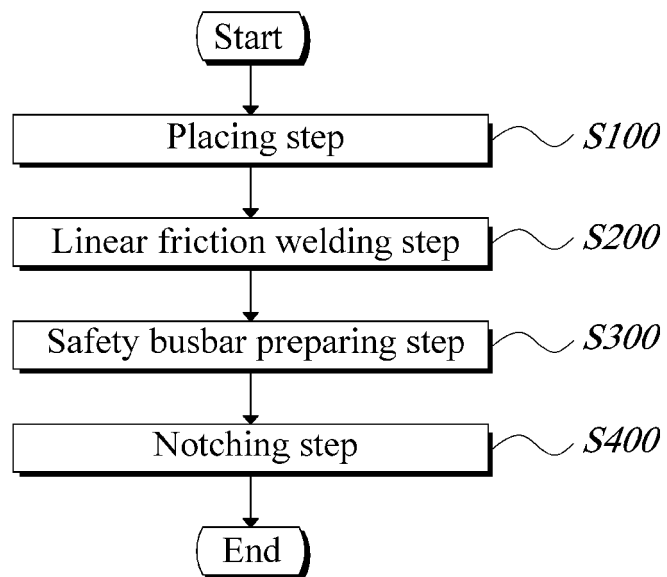 Start
Placing step S100
Linear friction welding step S200
Safety busbar preparing step S300
Notching step S400
End